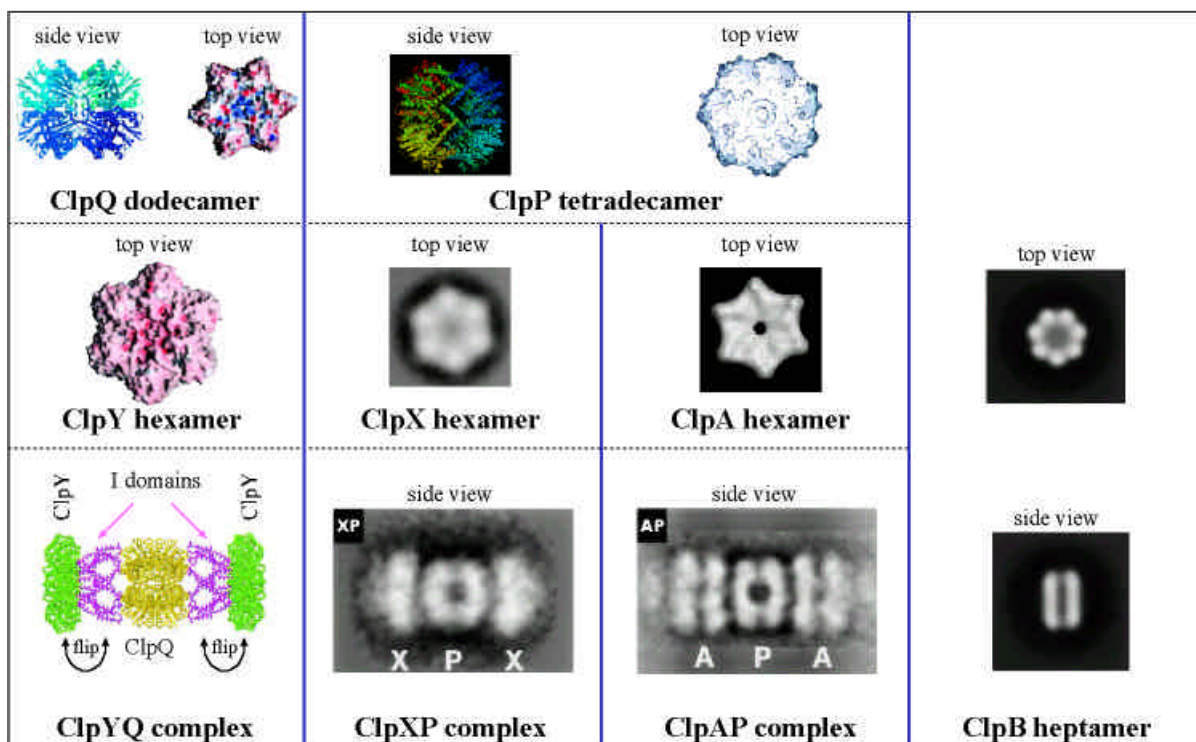 side view
top view
side view
top view
ClpQ dodecamer
ClpP tetradecamer
top view
top view
top view
top view
ClpY hexamer
ClpX hexamer
ClpA hexamer
ClpY
I domains
ClpY
side view
side view
side view
XP
AP
flip
ClpQ
flip
X P X
A P A
ClpYQ complex
ClpXP complex
ClpAP complex
ClpB heptamer